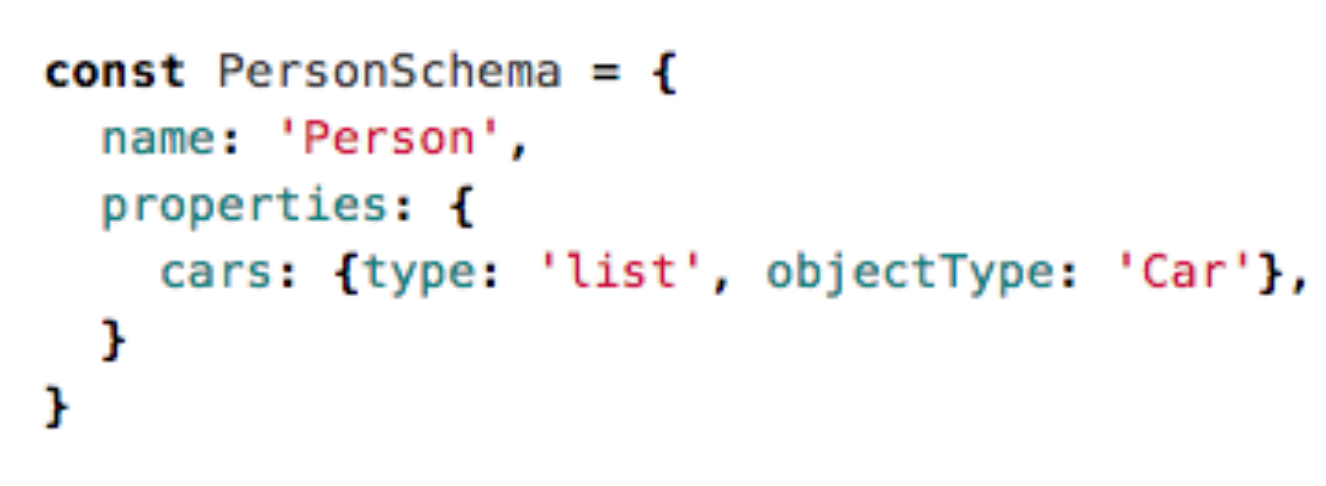 const PersonSchema = {
  name: 'Person',
  properties: {
    cars: {type: 'list', objectType: 'Car'},
  }
}